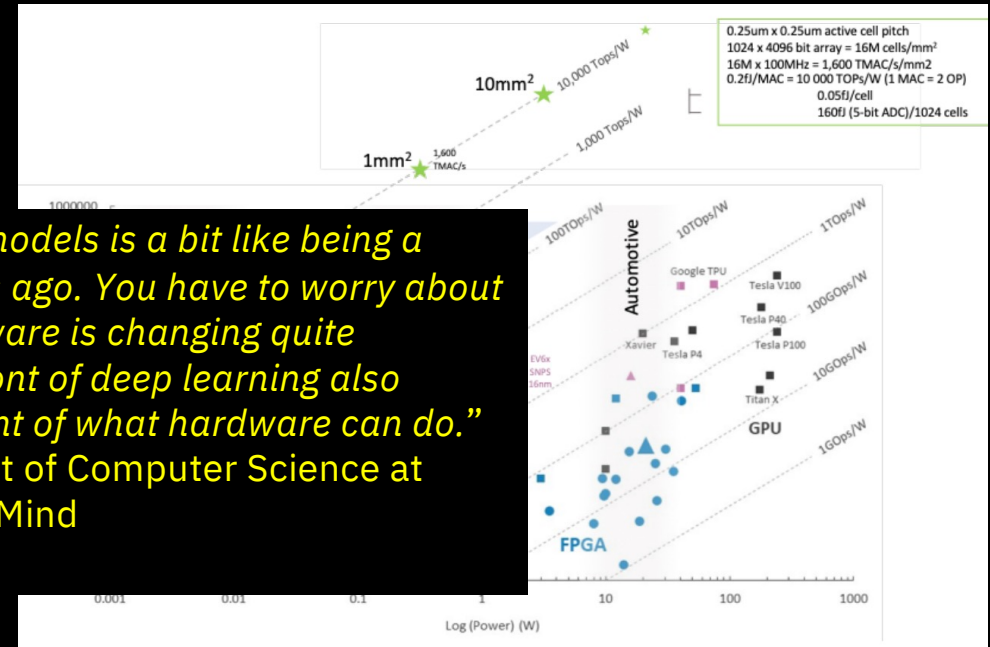 0.25um x 0.25um active cell pitch
1024 x 4096 bit array = 16M cells/mm²
16M x 100MHz = 1,600 TMAC/s/mm2
0.2fJ/MAC = 10 000 TOPs/W (1 MAC = 2 OP)
0.05fJ/cell
160fJ (5-bit ADC)/1024 cells
10,000 Tops/W
10mm²
1,000 Tops/W
1mm²
1,600
TMAC/s
1000000
100TOps/W
Automotive
10TOps/W
1TOps/W
models is a bit like being a
ago. You have to worry about
ware is changing quite
ont of deep learning also
nt of what hardware can do.”
t of Computer Science at
Mind
Google TPU
Tesla V100
100GOps/W
Tesla P40
Xavier
Tesla P4
Tesla P100
EV6x
SNPS
16nm
10GOps/W
Titan X
GPU
1GOps/W
FPGA
0.001
0.01
0.1
1
10
100
1000
Log (Power) (W)